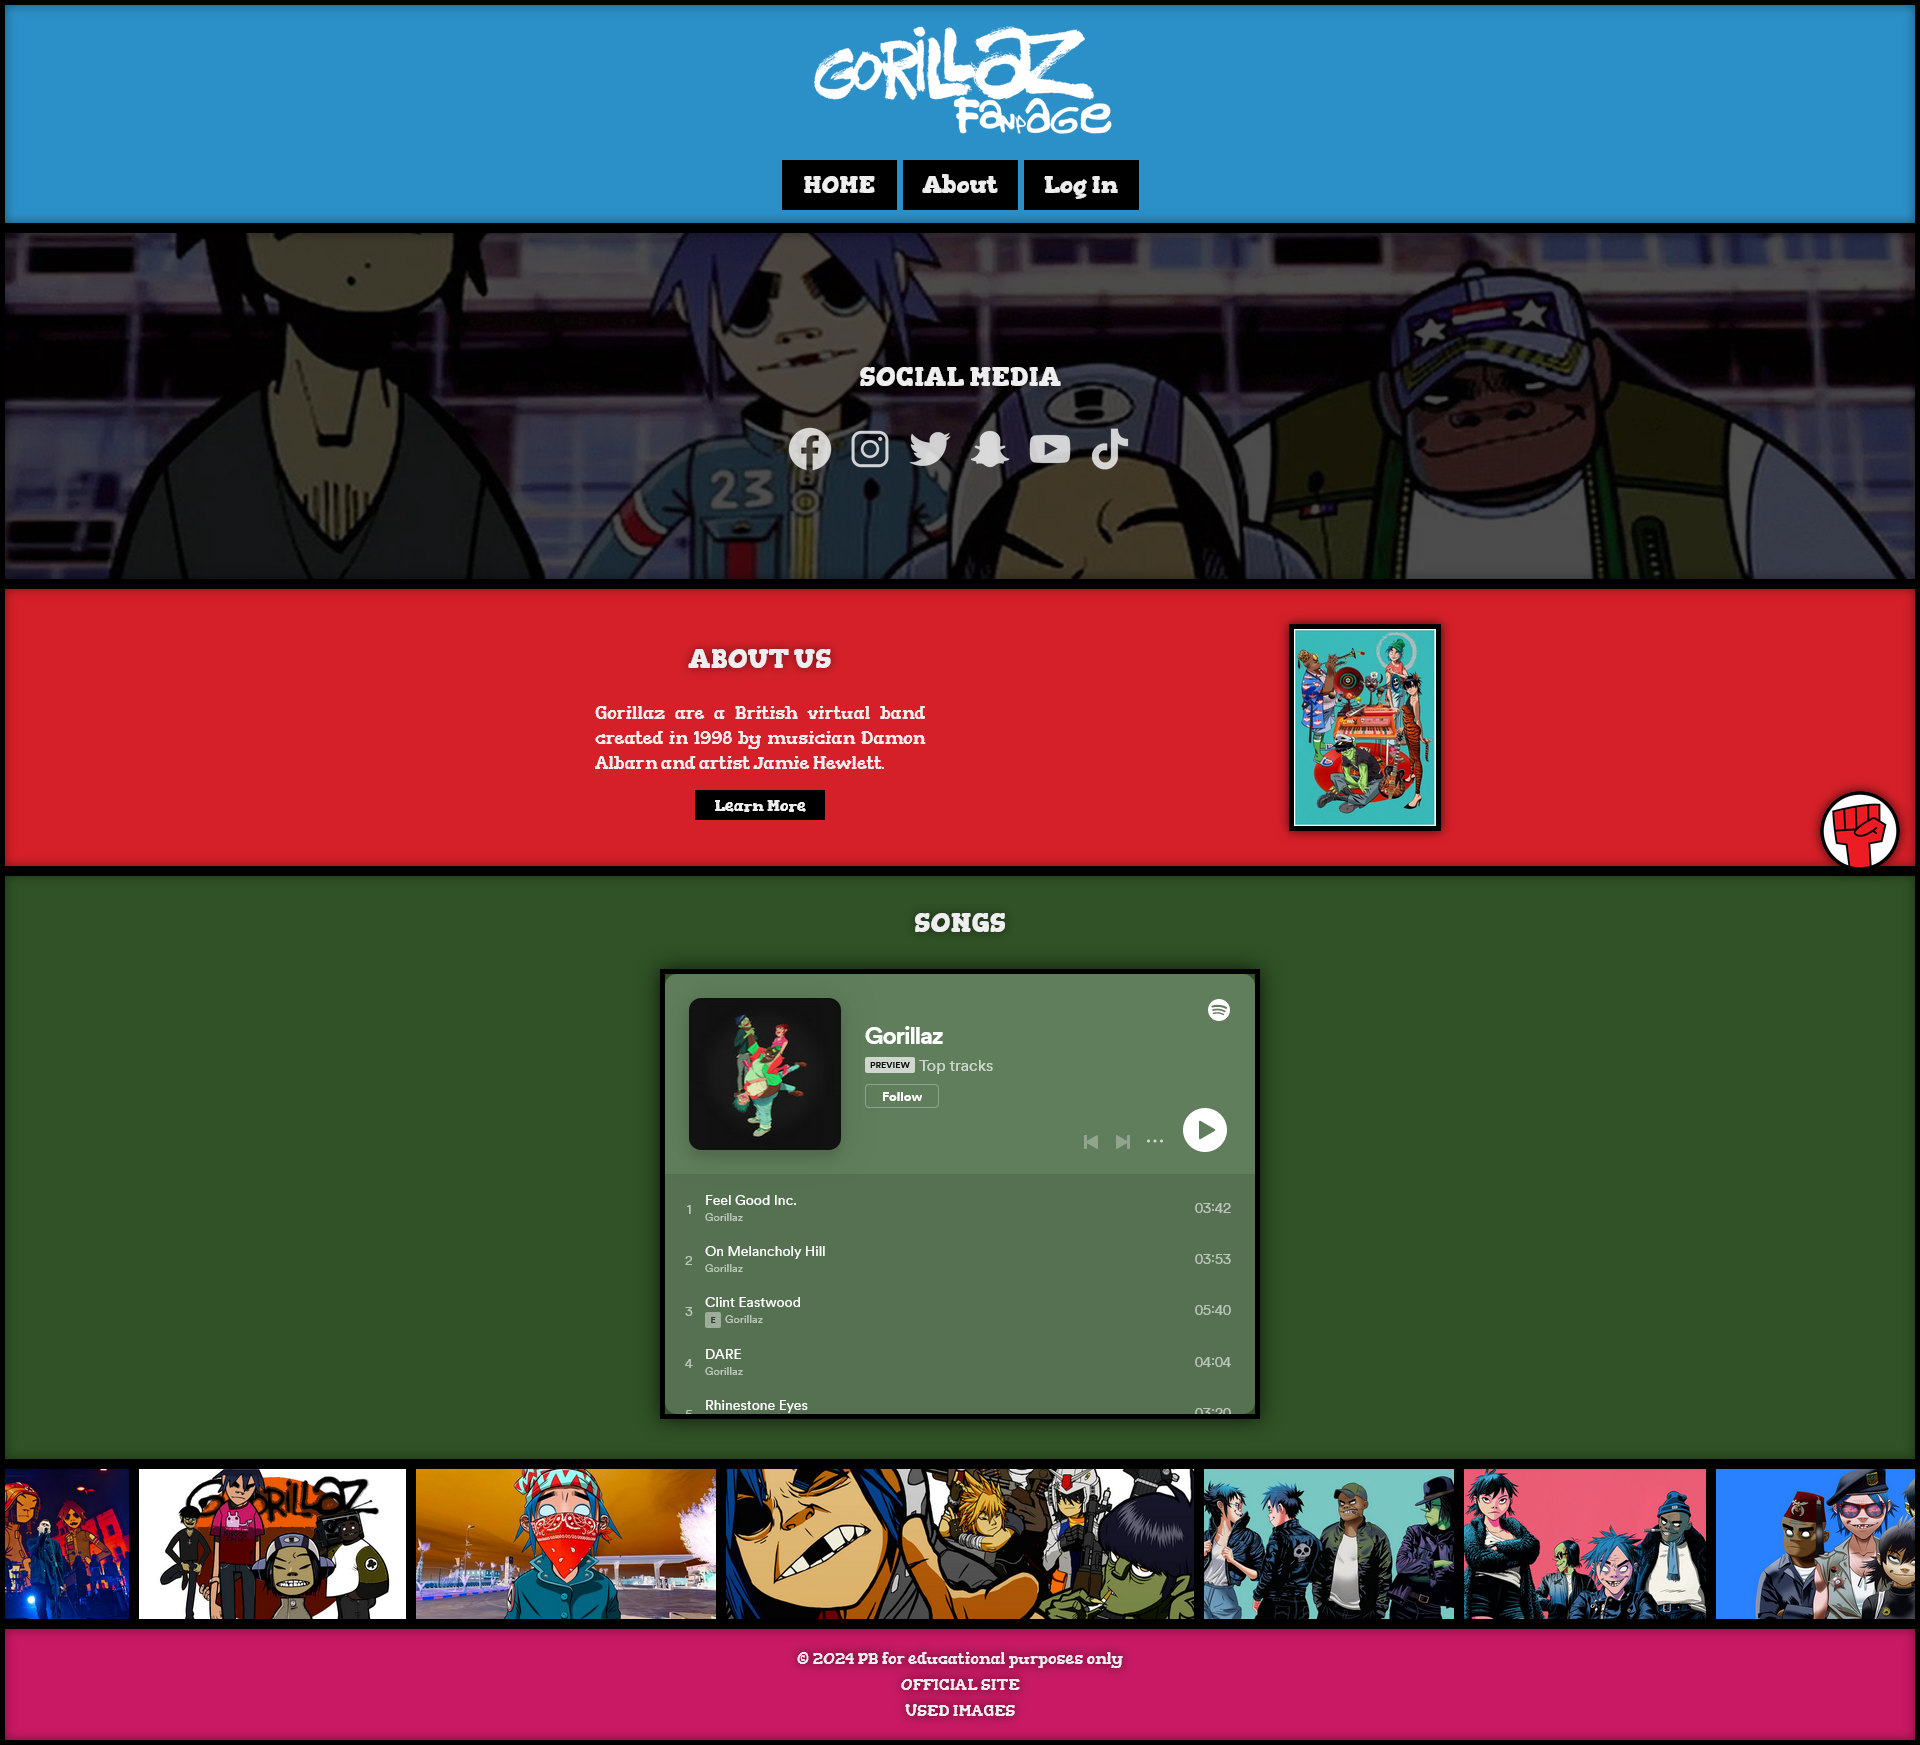 GORILLAZ
FANPAGE
HOME About Log In
SOCIAL MEDIA
23
ABOUT US
Gorillaz are a British virtual band
created in 1998 by musician Damon
Albarn and artist Jamie Hewlett.
Learn More
SONGS
Gorillaz
PREVIEW Top tracks
Follow
1 Feel Good Inc. 03:42
Gorillaz
2 On Melancholy Hill 03:53
Gorillaz
3 Clint Eastwood 05:40
E Gorillaz
4 DARE 04:04
Gorillaz
5 Rhinestone Eyes 03:20
GORILLAZ
© 2024 PB for educational purposes only
OFFICIAL SITE
USED IMAGES